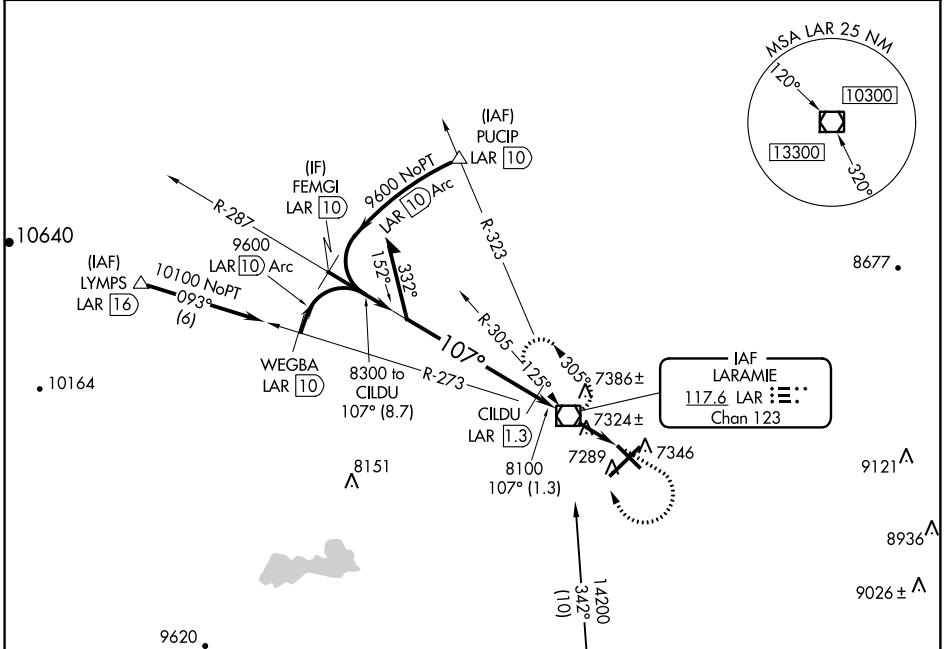 MSA LAR 25 NM
120°
10300
13300
320°
(IAF)
PUCIP
LAR 10
9600 NoPT
LAR 10 Arc
(IF)
FEMGI
LAR 10
R-287
R-323
10640
9600
LAR 10 Arc
(IAF)
LYMPS
LAR 16
10100 NoPT
093°
(6)
152°
332°
8677
107°
R-305
125°
305°
WEGBA
LAR 10
8300 to
CILDU
107° (8.7)
R-273
10164
7386±
IAF
LARAMIE
117.6 LAR
Chan 123
CILDU
LAR 1.3
7324±
8100
107° (1.3)
7289
7346
8151
9121
8936
14200
342°
(10)
9026±
9620